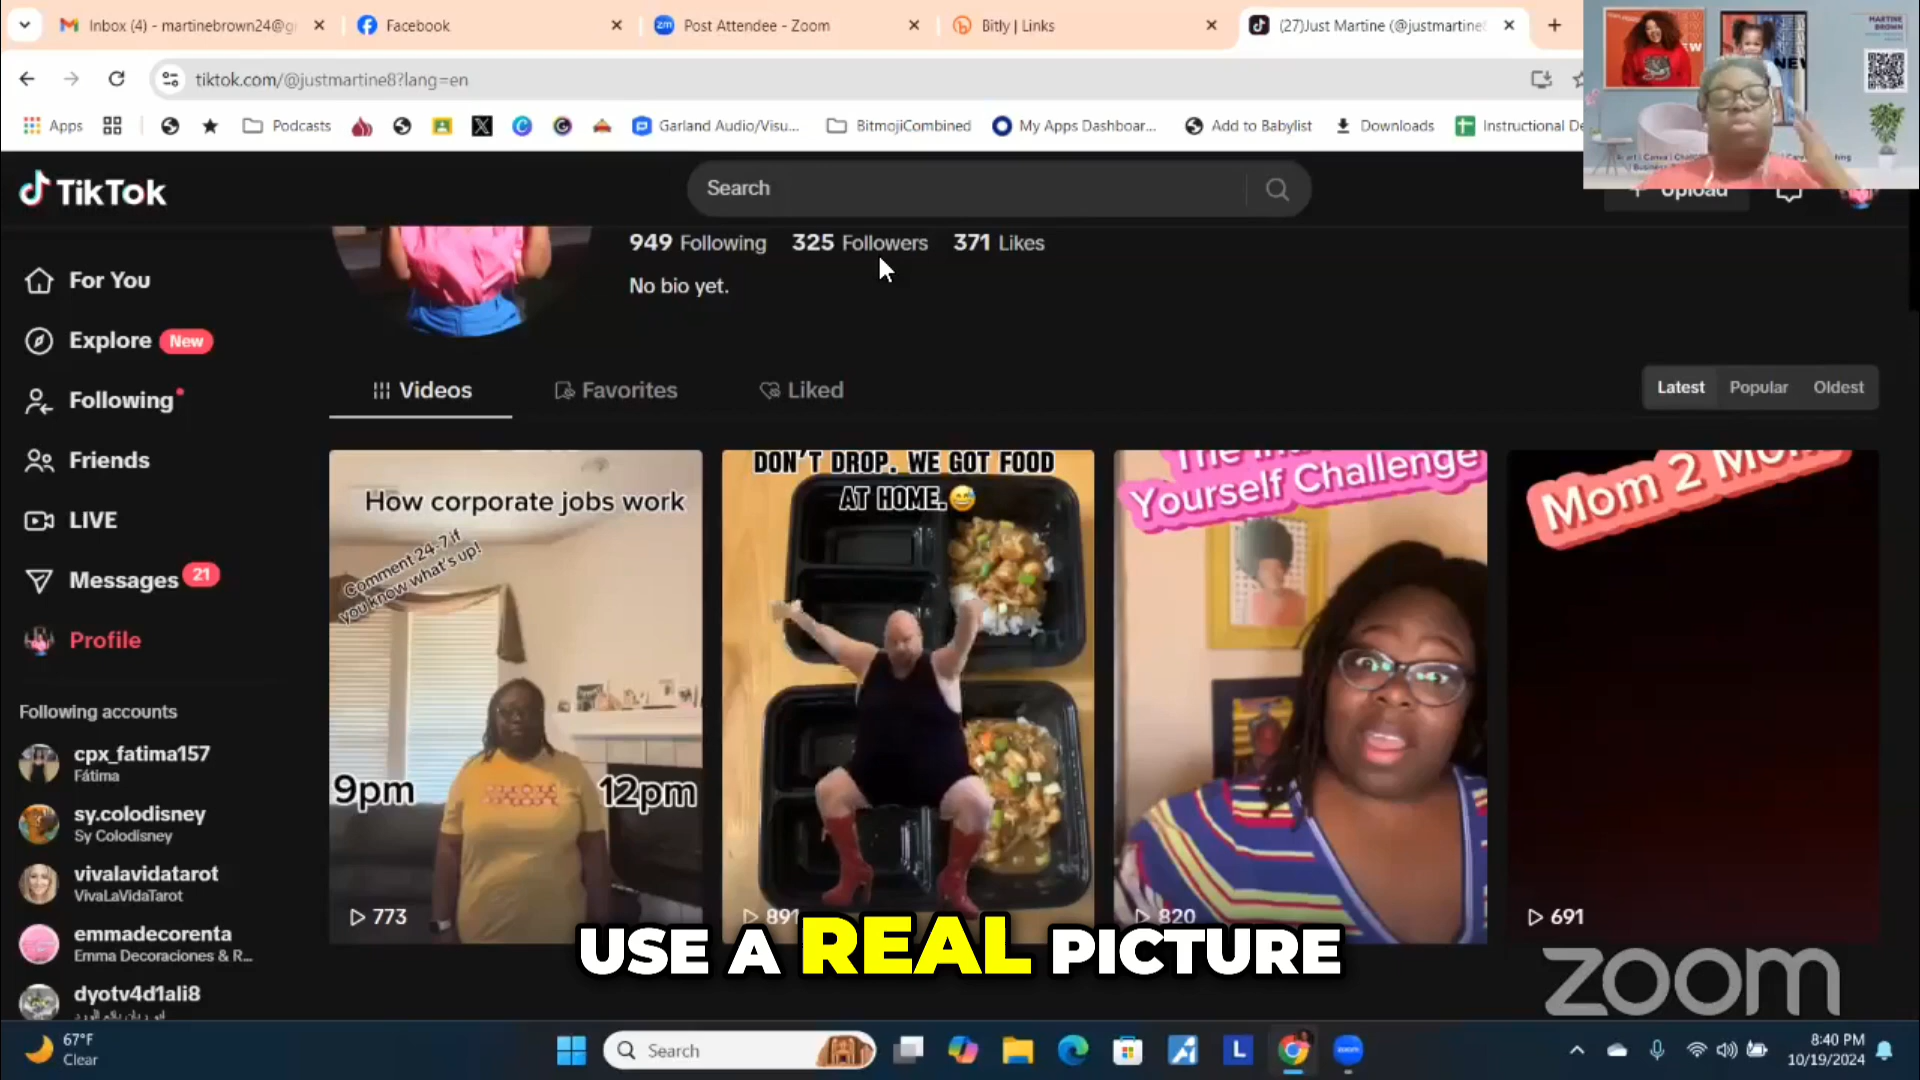 Inbox (4) - martinebrown24@g
Facebook
zm
Post Attendee - Zoom
Bitly | Links
(27)Just Martine (@justmartine
tiktok.com/@justmartine8?lang=en
MARTINE
BROWN
Apps
Podcasts
Garland Audio/Visu...
BitmojiCombined
My Apps Dashboar...
Add to Babylist
Downloads
Instructional De
TikTok
Search
Upload
949 Following
325 Followers
371 Likes
No bio yet.
For You
Explore New
Following
Friends
LIVE
Messages 21
Profile
Following accounts
cpx_fatima157
Fátima
sy.colodisney
Sy Colodisney
vivalavidatarot
VivaLaVidaTarot
emmadecorenta
Emma Decoraciones & R...
dyotv4d1ali8
Videos
Favorites
Liked
Latest
Popular
Oldest
How corporate jobs work
Comment 24-7 if
you know what's up!
9pm
12pm
773
DON'T DROP. WE GOT FOOD
AT HOME.😅
891
Yourself Challenge
820
Mom 2 Mom
691
USE A REAL PICTURE
zoom
67°F
Clear
Search
L
zoom
8:40 PM
10/19/2024